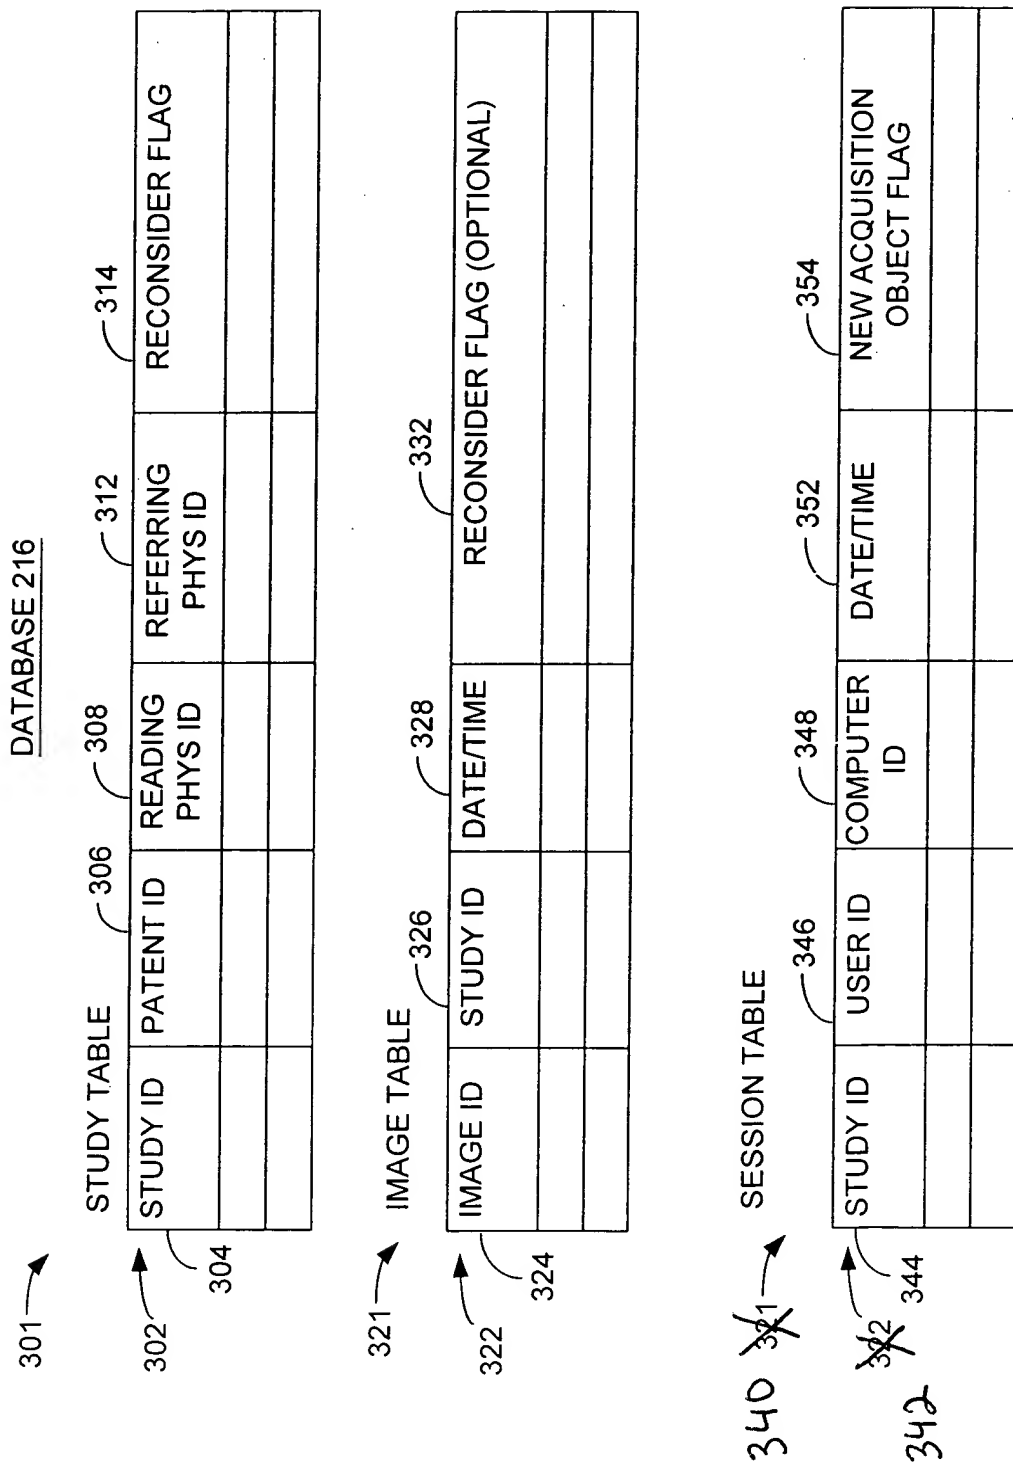 DATABASE 216
301
STUDY TABLE
306
308
312
314
302
STUDY ID
PATENT ID
READING PHYS ID
REFERRING PHYS ID
RECONSIDER FLAG
304
321
IMAGE TABLE
326
328
332
322
IMAGE ID
STUDY ID
DATE/TIME
RECONSIDER FLAG (OPTIONAL)
324
340 321
SESSION TABLE
346
348
352
354
342 322
STUDY ID
USER ID
COMPUTER ID
DATE/TIME
NEW ACQUISITION OBJECT FLAG
344